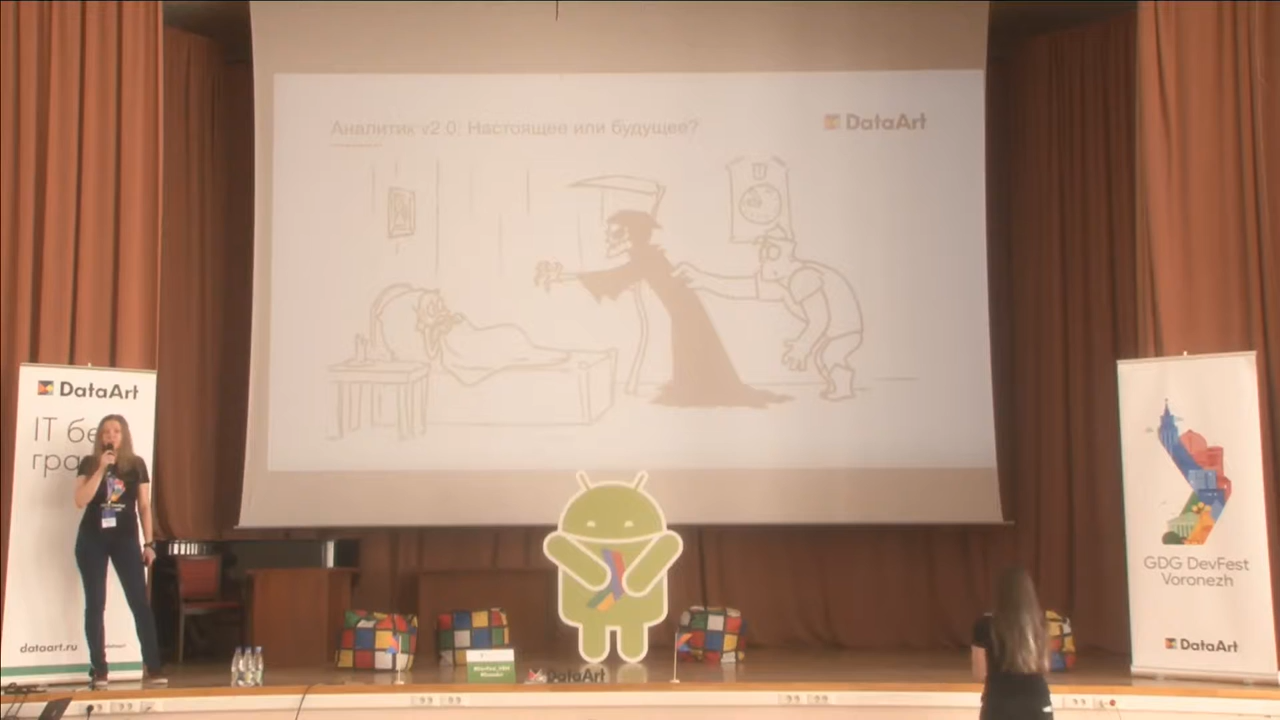 Аналитик v2.0: Настоящее или будущее?
DataArt
DataArt
IT бе
гра
dataart.ru
GDG DevFest
Voronezh
DataArt
DataArt